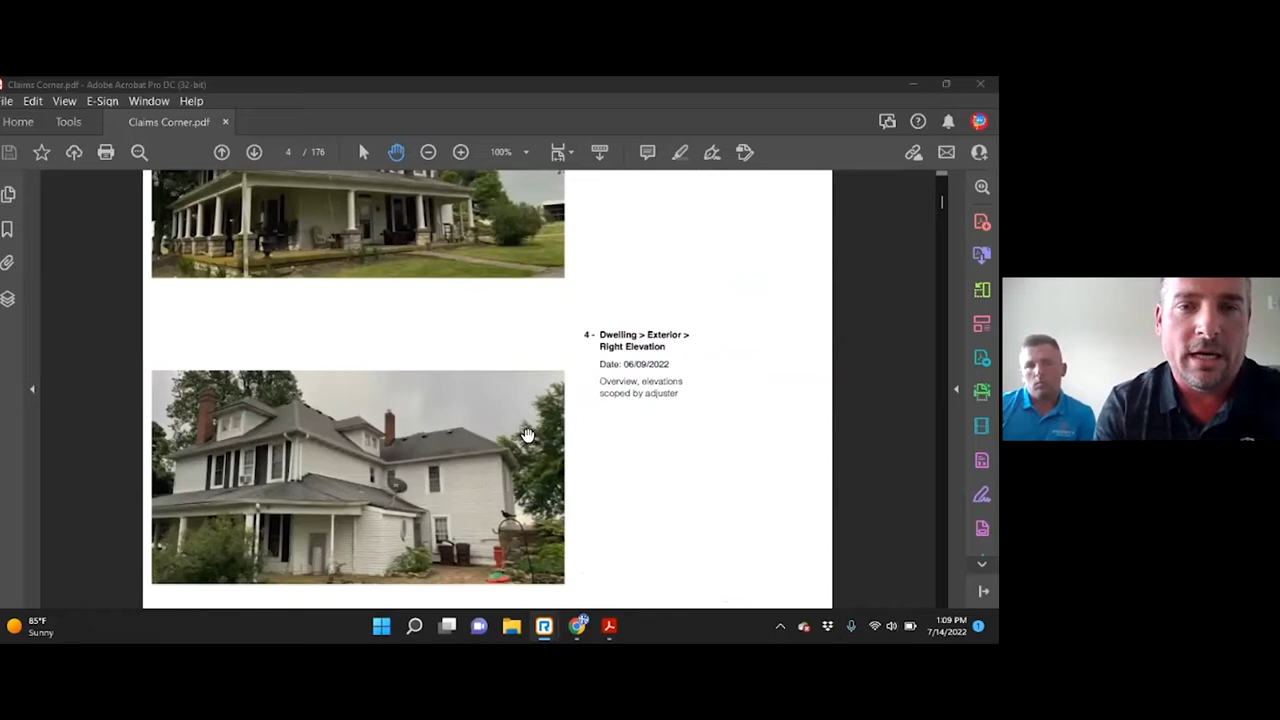 Claims Corner.pdf - Adobe Acrobat Pro DC (32-bit)
File Edit View E-Sign Window Help
Home Tools Claims Corner.pdf ×
4 / 176 100%
4 - Dwelling > Exterior >
Right Elevation
Date: 06/09/2022
Overview, elevations
scoped by adjuster
85°F
Sunny
1:09 PM
7/14/2022
1